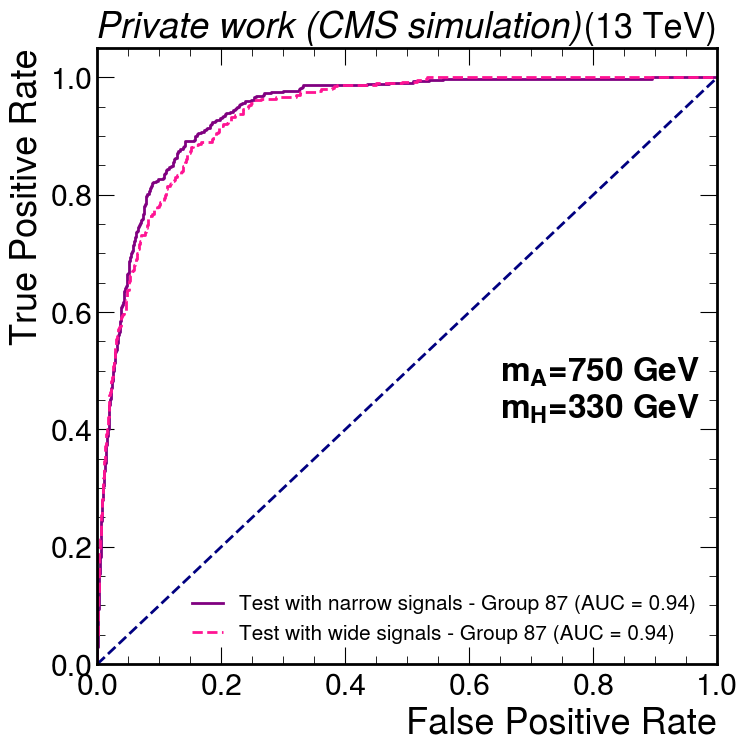 Private work (CMS simulation)(13 TeV)
True Positive Rate
1.0
0.8
0.6
0.4
0.2
0.0
m_A=750 GeV
m_H=330 GeV
Test with narrow signals - Group 87 (AUC = 0.94)
Test with wide signals - Group 87 (AUC = 0.94)
0.0 0.2 0.4 0.6 0.8 1.0
False Positive Rate